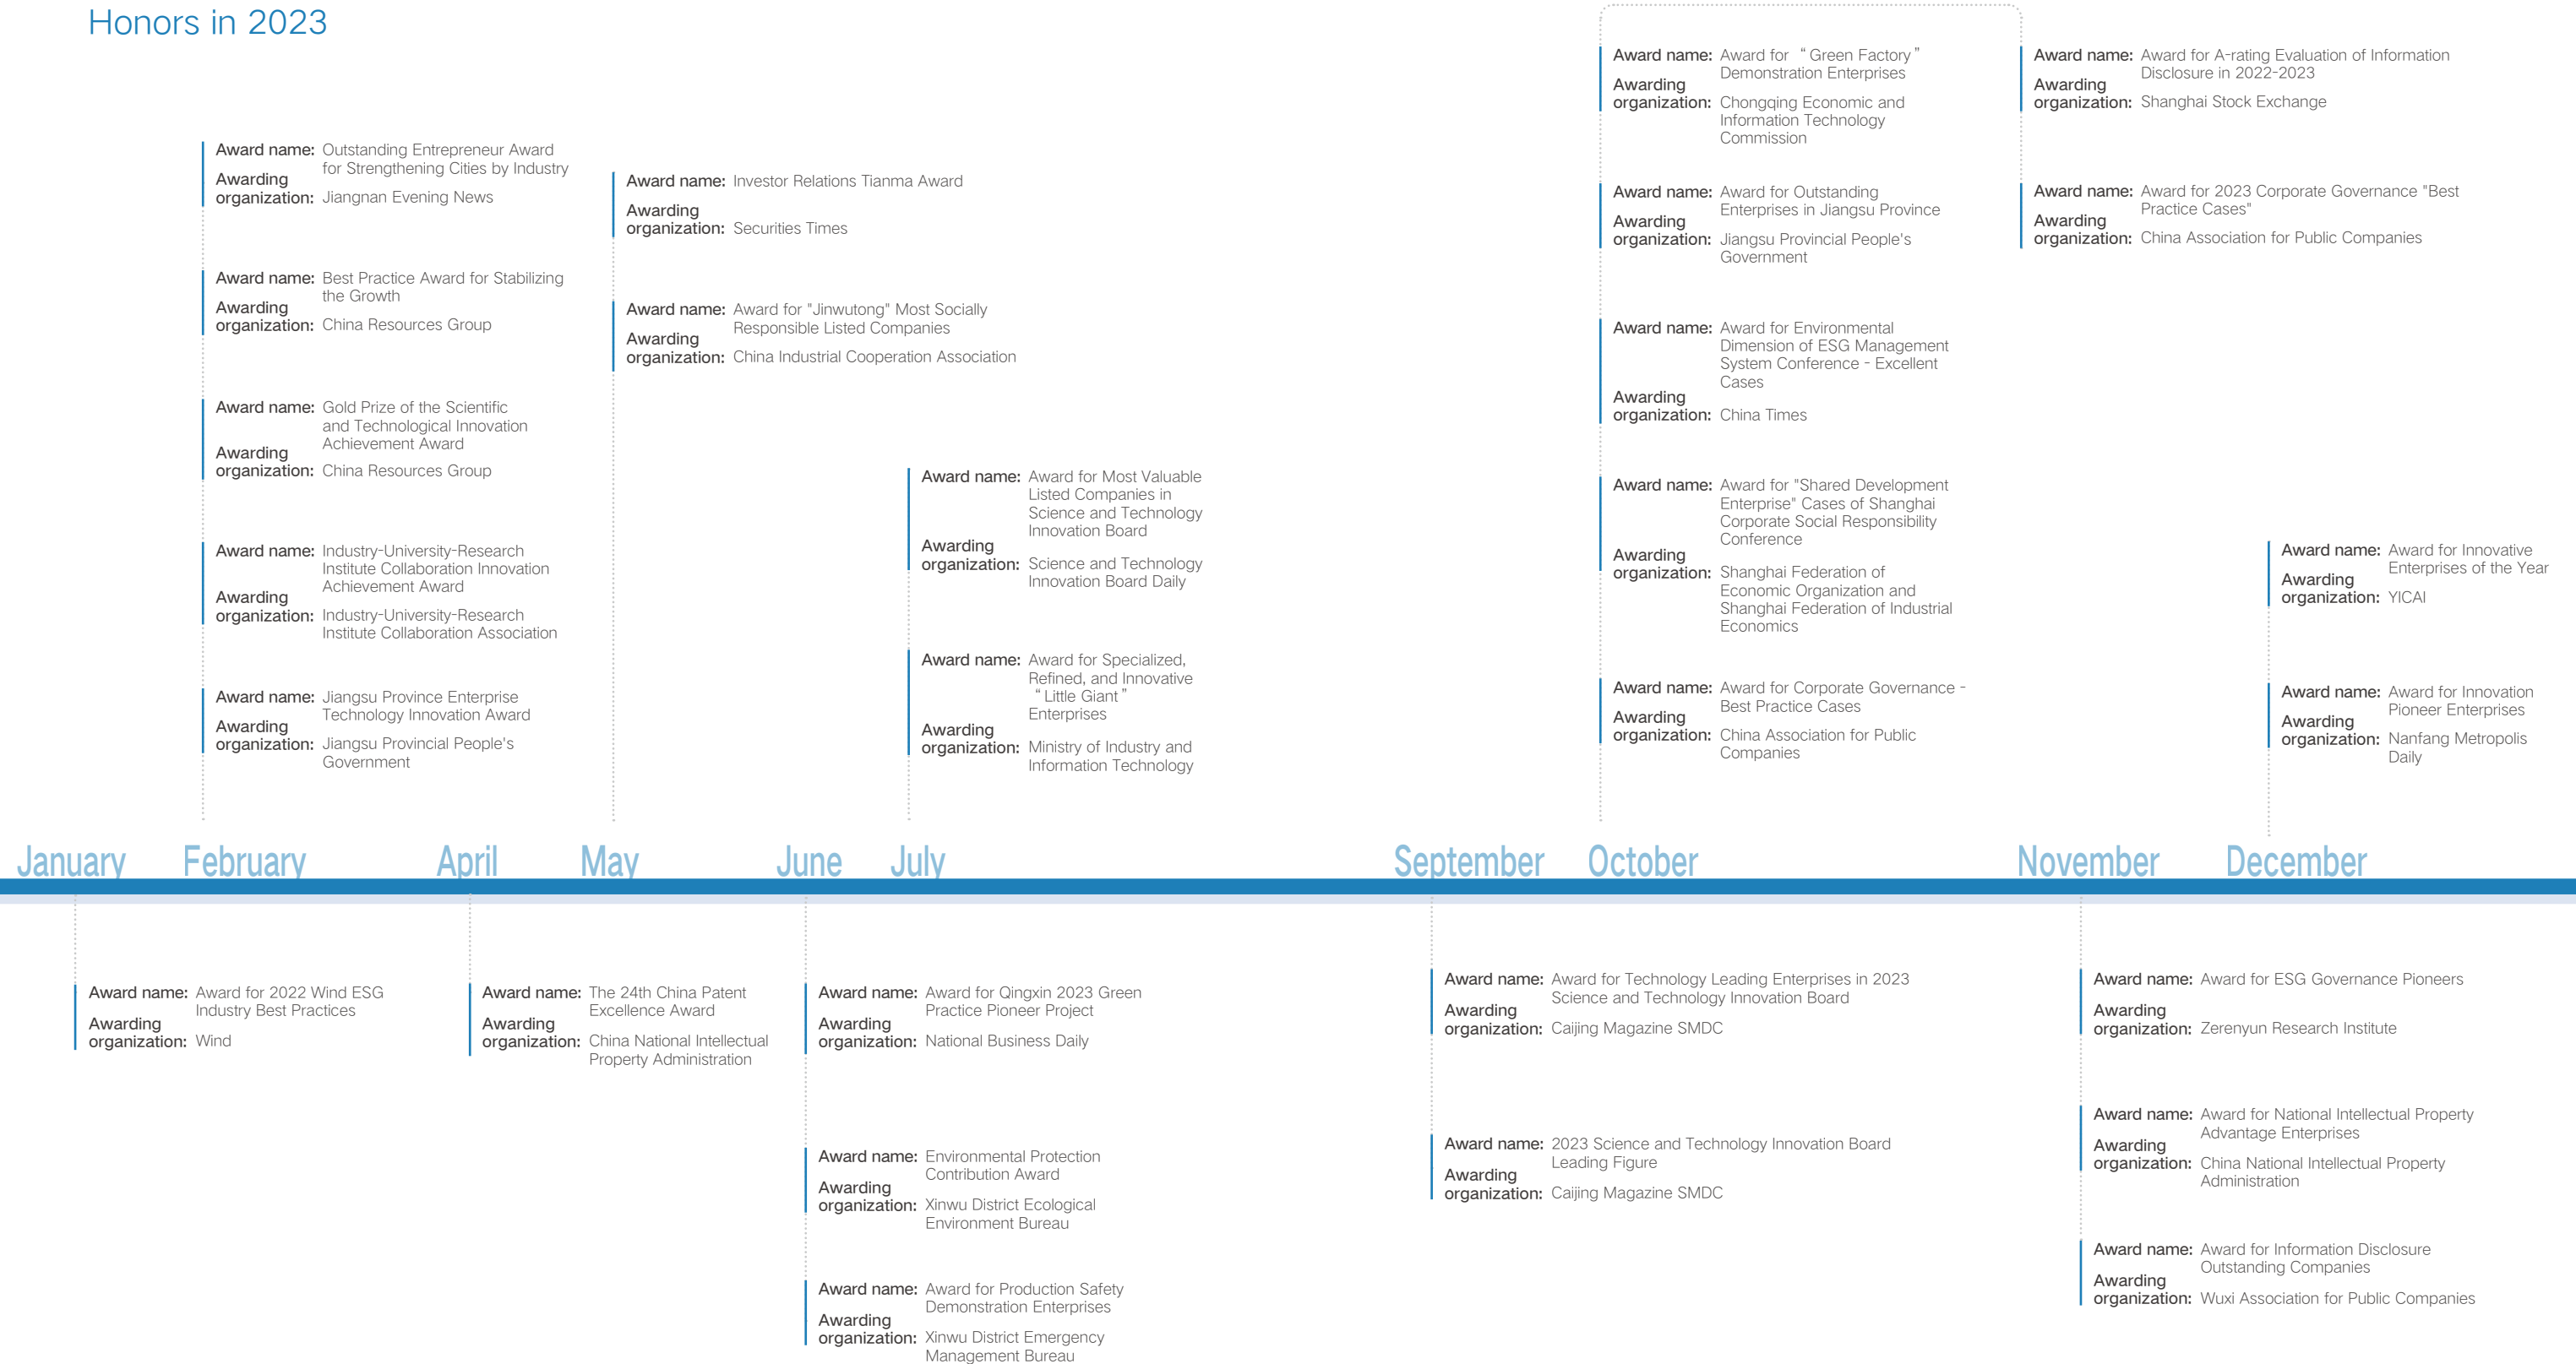 Honors in 2023
Award name: Outstanding Entrepreneur Award
for Strengthening Cities by Industry
Awarding
organization: Jiangnan Evening News
Award name: Best Practice Award for Stabilizing
the Growth
Awarding
organization: China Resources Group
Award name: Gold Prize of the Scientific
and Technological Innovation
Achievement Award
Awarding
organization: China Resources Group
Award name: Industry-University-Research
Institute Collaboration Innovation
Achievement Award
Awarding
organization: Industry-University-Research
Institute Collaboration Association
Award name: Jiangsu Province Enterprise
Technology Innovation Award
Awarding
organization: Jiangsu Provincial People's
Government
Award name: Investor Relations Tianma Award
Awarding
organization: Securities Times
Award name: Award for "Jinwutong" Most Socially
Responsible Listed Companies
Awarding
organization: China Industrial Cooperation Association
Award name: Award for Most Valuable
Listed Companies in
Science and Technology
Innovation Board
Awarding
organization: Science and Technology
Innovation Board Daily
Award name: Award for Specialized,
Refined, and Innovative
“ Little Giant ”
Enterprises
Awarding
organization: Ministry of Industry and
Information Technology
Award name: Award for “ Green Factory ”
Demonstration Enterprises
Awarding
organization: Chongqing Economic and
Information Technology
Commission
Award name: Award for Outstanding
Enterprises in Jiangsu Province
Awarding
organization: Jiangsu Provincial People's
Government
Award name: Award for Environmental
Dimension of ESG Management
System Conference - Excellent
Cases
Awarding
organization: China Times
Award name: Award for "Shared Development
Enterprise" Cases of Shanghai
Corporate Social Responsibility
Conference
Awarding
organization: Shanghai Federation of
Economic Organization and
Shanghai Federation of Industrial
Economics
Award name: Award for Corporate Governance -
Best Practice Cases
Awarding
organization: China Association for Public
Companies
Award name: Award for A-rating Evaluation of Information
Disclosure in 2022-2023
Awarding
organization: Shanghai Stock Exchange
Award name: Award for 2023 Corporate Governance "Best
Practice Cases"
Awarding
organization: China Association for Public Companies
Award name: Award for Innovative
Enterprises of the Year
Awarding
organization: YICAI
Award name: Award for Innovation
Pioneer Enterprises
Awarding
organization: Nanfang Metropolis
Daily
January February April May June July September October November December
Award name: Award for 2022 Wind ESG
Industry Best Practices
Awarding
organization: Wind
Award name: The 24th China Patent
Excellence Award
Awarding
organization: China National Intellectual
Property Administration
Award name: Award for Qingxin 2023 Green
Practice Pioneer Project
Awarding
organization: National Business Daily
Award name: Environmental Protection
Contribution Award
Awarding
organization: Xinwu District Ecological
Environment Bureau
Award name: Award for Production Safety
Demonstration Enterprises
Awarding
organization: Xinwu District Emergency
Management Bureau
Award name: Award for Technology Leading Enterprises in 2023
Science and Technology Innovation Board
Awarding
organization: Caijing Magazine SMDC
Award name: 2023 Science and Technology Innovation Board
Leading Figure
Awarding
organization: Caijing Magazine SMDC
Award name: Award for ESG Governance Pioneers
Awarding
organization: Zerenyun Research Institute
Award name: Award for National Intellectual Property
Advantage Enterprises
Awarding
organization: China National Intellectual Property
Administration
Award name: Award for Information Disclosure
Outstanding Companies
Awarding
organization: Wuxi Association for Public Companies